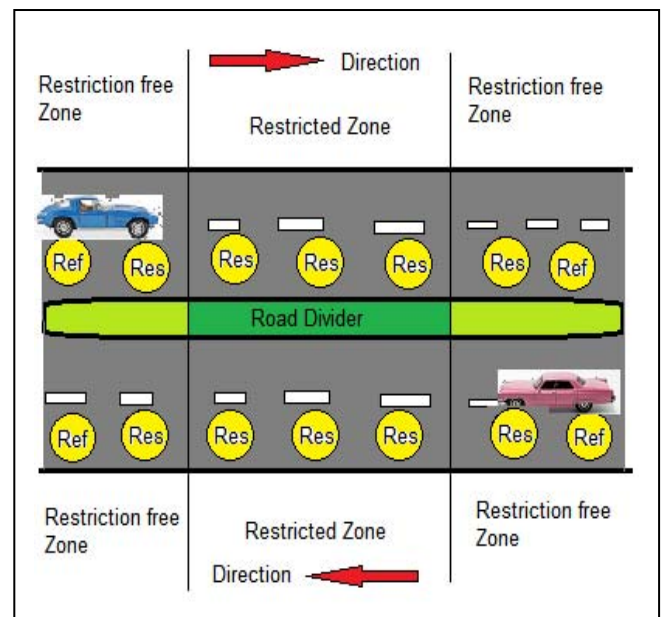 Direction
Restriction free
Zone
Restricted Zone
Restriction free
Zone
Ref Res Res Res Res Res Ref
Road Divider
Ref Res Res Res Res Res Ref
Restriction free
Zone
Restricted Zone
Restriction free
Zone
Direction